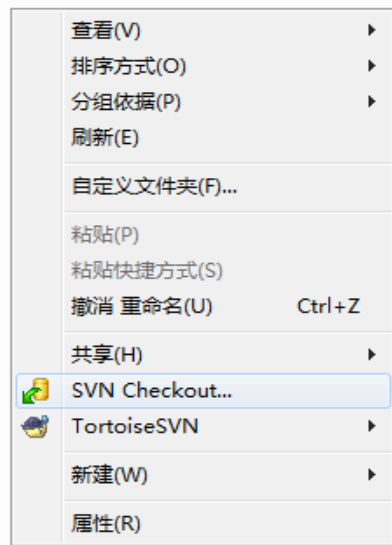 查看(V)
排序方式(O)
分组依据(P)
刷新(E)
自定义文件夹(F)...
粘贴(P)
粘贴快捷方式(S)
撤消 重命名(U) Ctrl+Z
共享(H)
SVN Checkout...
TortoiseSVN
新建(W)
属性(R)